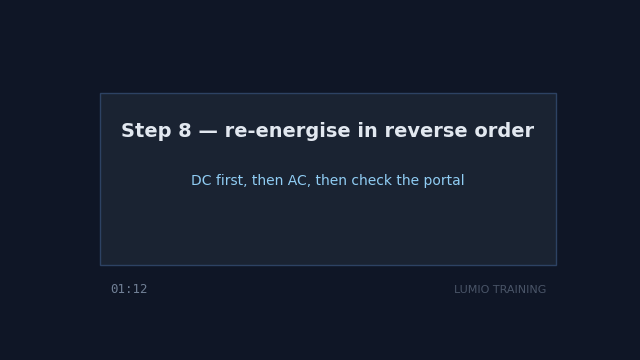 Step 8 — re-energise in reverse order
DC first, then AC, then check the portal
01:12
LUMIO TRAINING